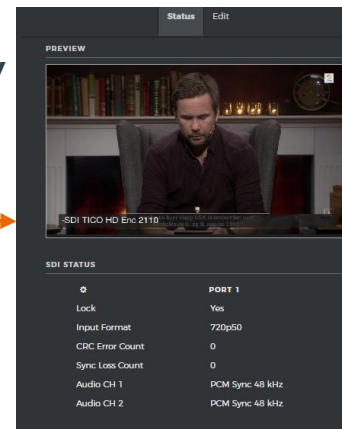 Status Edit
PREVIEW
-SDI TICO HD Enc 2110
SDI STATUS
PORT 1
Lock Yes
Input Format 720p50
CRC Error Count 0
Sync Loss Count 0
Audio CH 1 PCM Sync 48 kHz
Audio CH 2 PCM Sync 48 kHz